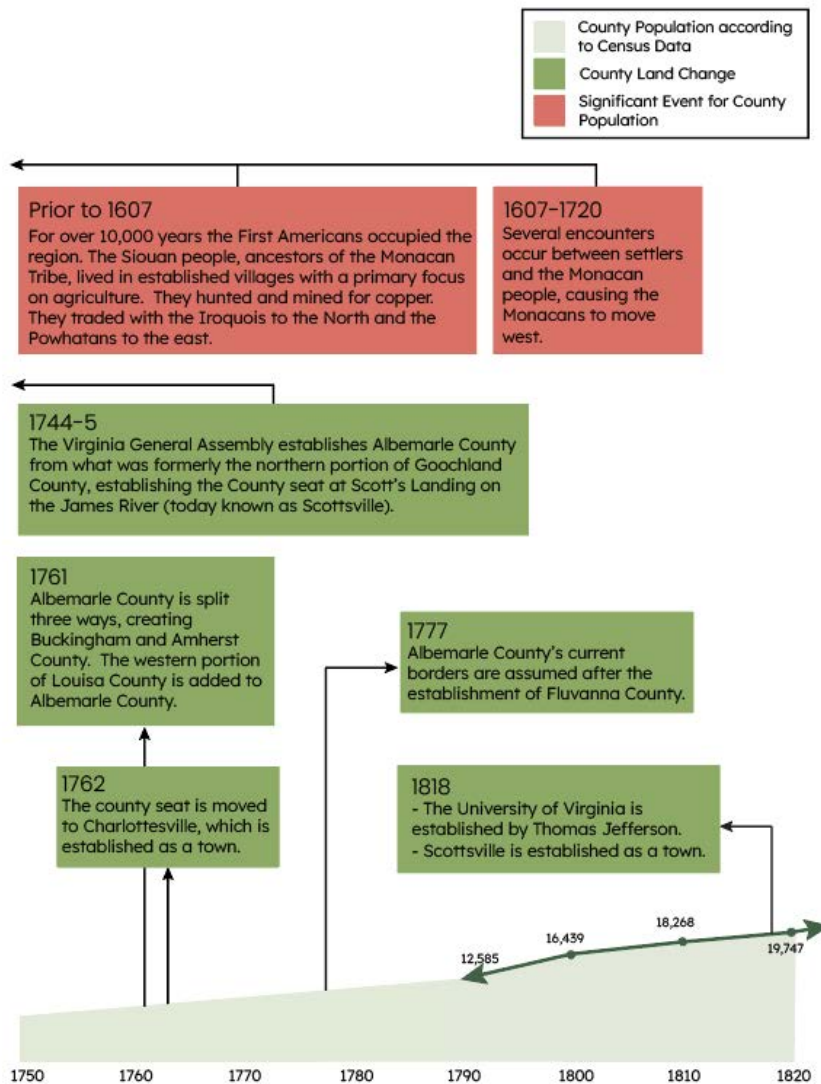 County Population according
to Census Data
County Land Change
Significant Event for County
Population
Prior to 1607
For over 10,000 years the First Americans occupied the
region. The Siouan people, ancestors of the Monacan
Tribe, lived in established villages with a primary focus
on agriculture. They hunted and mined for copper.
They traded with the Iroquois to the North and the
Powhatans to the east.
1607-1720
Several encounters
occur between settlers
and the Monacan
people, causing the
Monacans to move
west.
1744-5
The Virginia General Assembly establishes Albemarle County
from what was formerly the northern portion of Goochland
County, establishing the County seat at Scott's Landing on
the James River (today known as Scottsville).
1761
Albemarle County is split
three ways, creating
Buckingham and Amherst
County. The western portion
of Louisa County is added to
Albemarle County.
1777
Albemarle County's current
borders are assumed after the
establishment of Fluvanna County.
1762
The county seat is moved
to Charlottesville, which is
established as a town.
1818
- The University of Virginia is
established by Thomas Jefferson.
- Scottsville is established as a town.
12,585
16,439
18,268
19,747
1750 1760 1770 1780 1790 1800 1810 1820